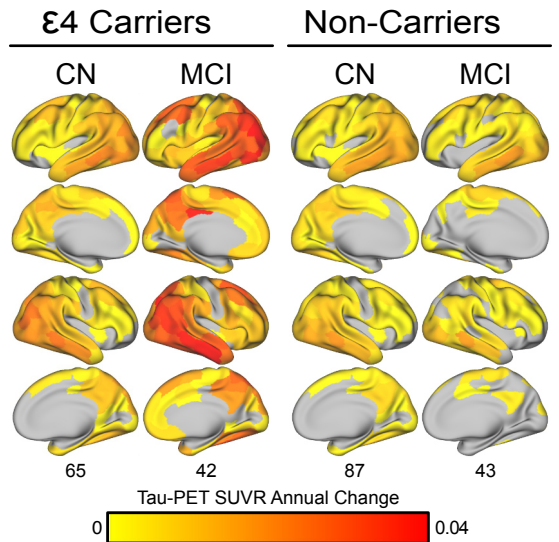 ε4 Carriers Non-Carriers
CN MCI CN MCI
65 42 87 43
Tau-PET SUVR Annual Change
0 0.04